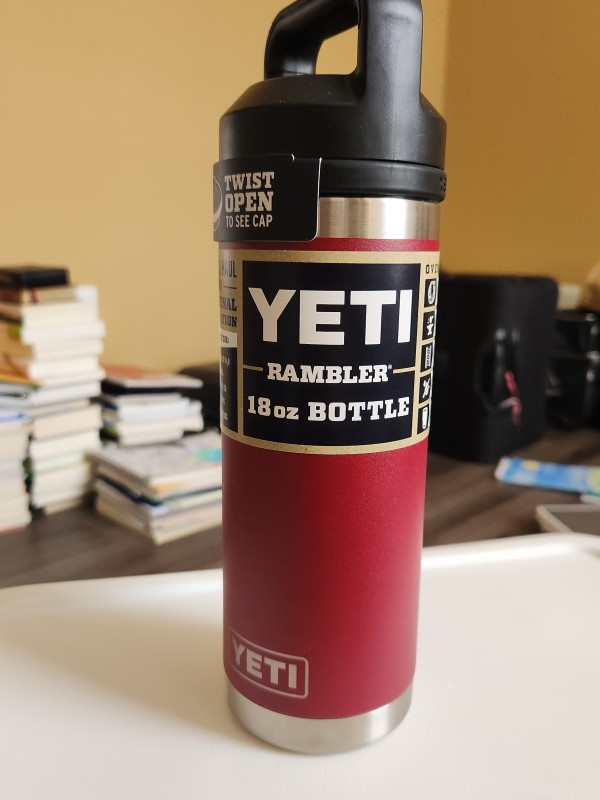 TWIST
OPEN
TO SEE CAP
YETI
RAMBLER®
18oz BOTTLE
YETI